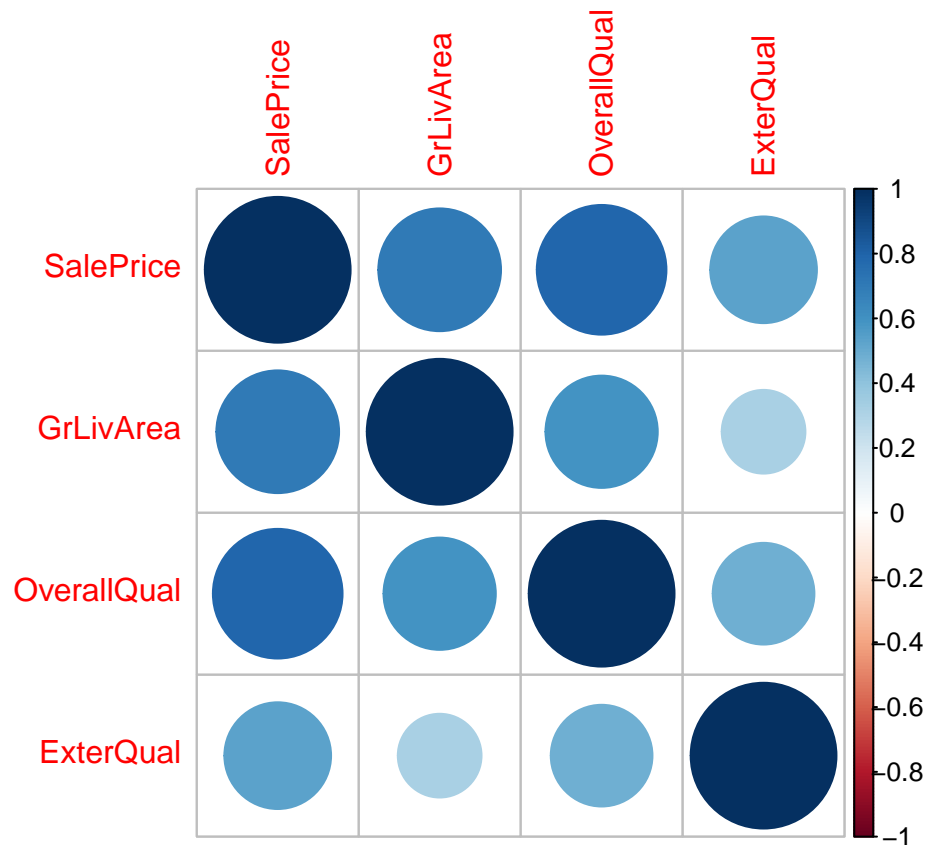 SalePrice
GrLivArea
OverallQual
ExterQual
SalePrice
GrLivArea
OverallQual
ExterQual
1
0.8
0.6
0.4
0.2
0
−0.2
−0.4
−0.6
−0.8
−1